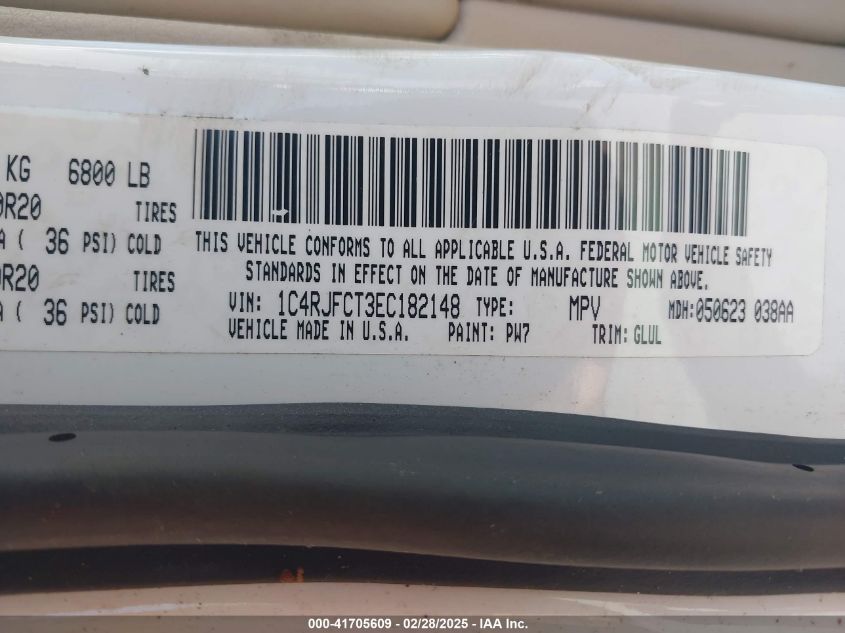 KG 6800 LB
0R20 TIRES
A ( 36 PSI) COLD
0R20 TIRES
A ( 36 PSI) COLD
THIS VEHICLE CONFORMS TO ALL APPLICABLE U.S.A. FEDERAL MOTOR VEHICLE SAFETY
STANDARDS IN EFFECT ON THE DATE OF MANUFACTURE SHOWN ABOVE.
VIN: 1C4RJFCT3EC182148 TYPE: MPV MDH:050623 038AA
VEHICLE MADE IN U.S.A. PAINT: PW7 TRIM: GLUL
000-41705609 - 02/28/2025 - IAA Inc.